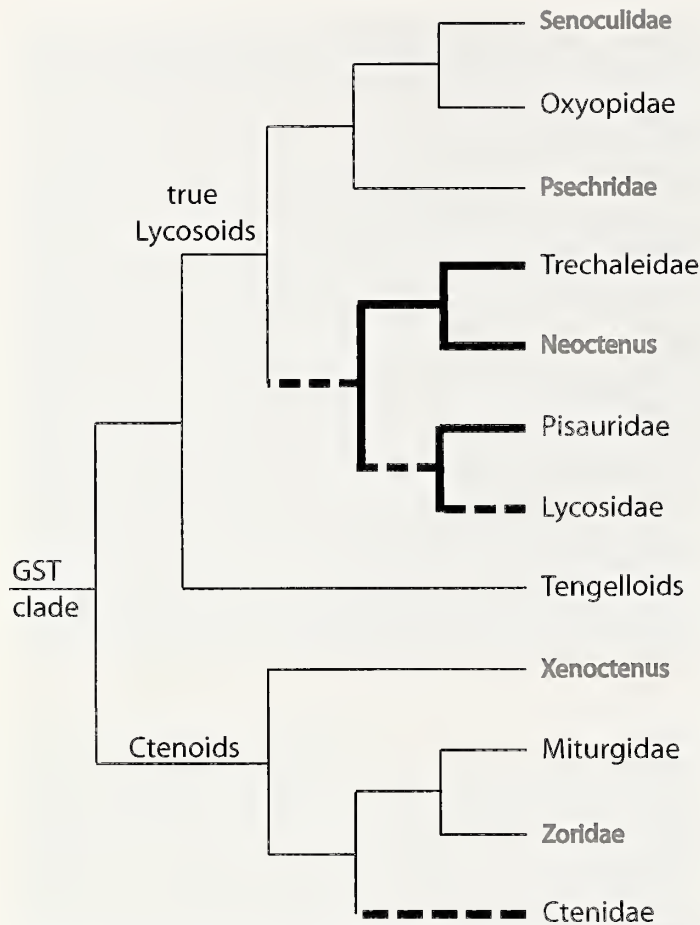 Senoculidae
Oxyopidae
Psechridae
true
Lycosoids
Trechaleidae
Neoctenus
Pisauridae
Lycosidae
GST
clade
Tengelloids
Xenoctenus
Ctenoids
Miturgidae
Zoridae
Ctenidae